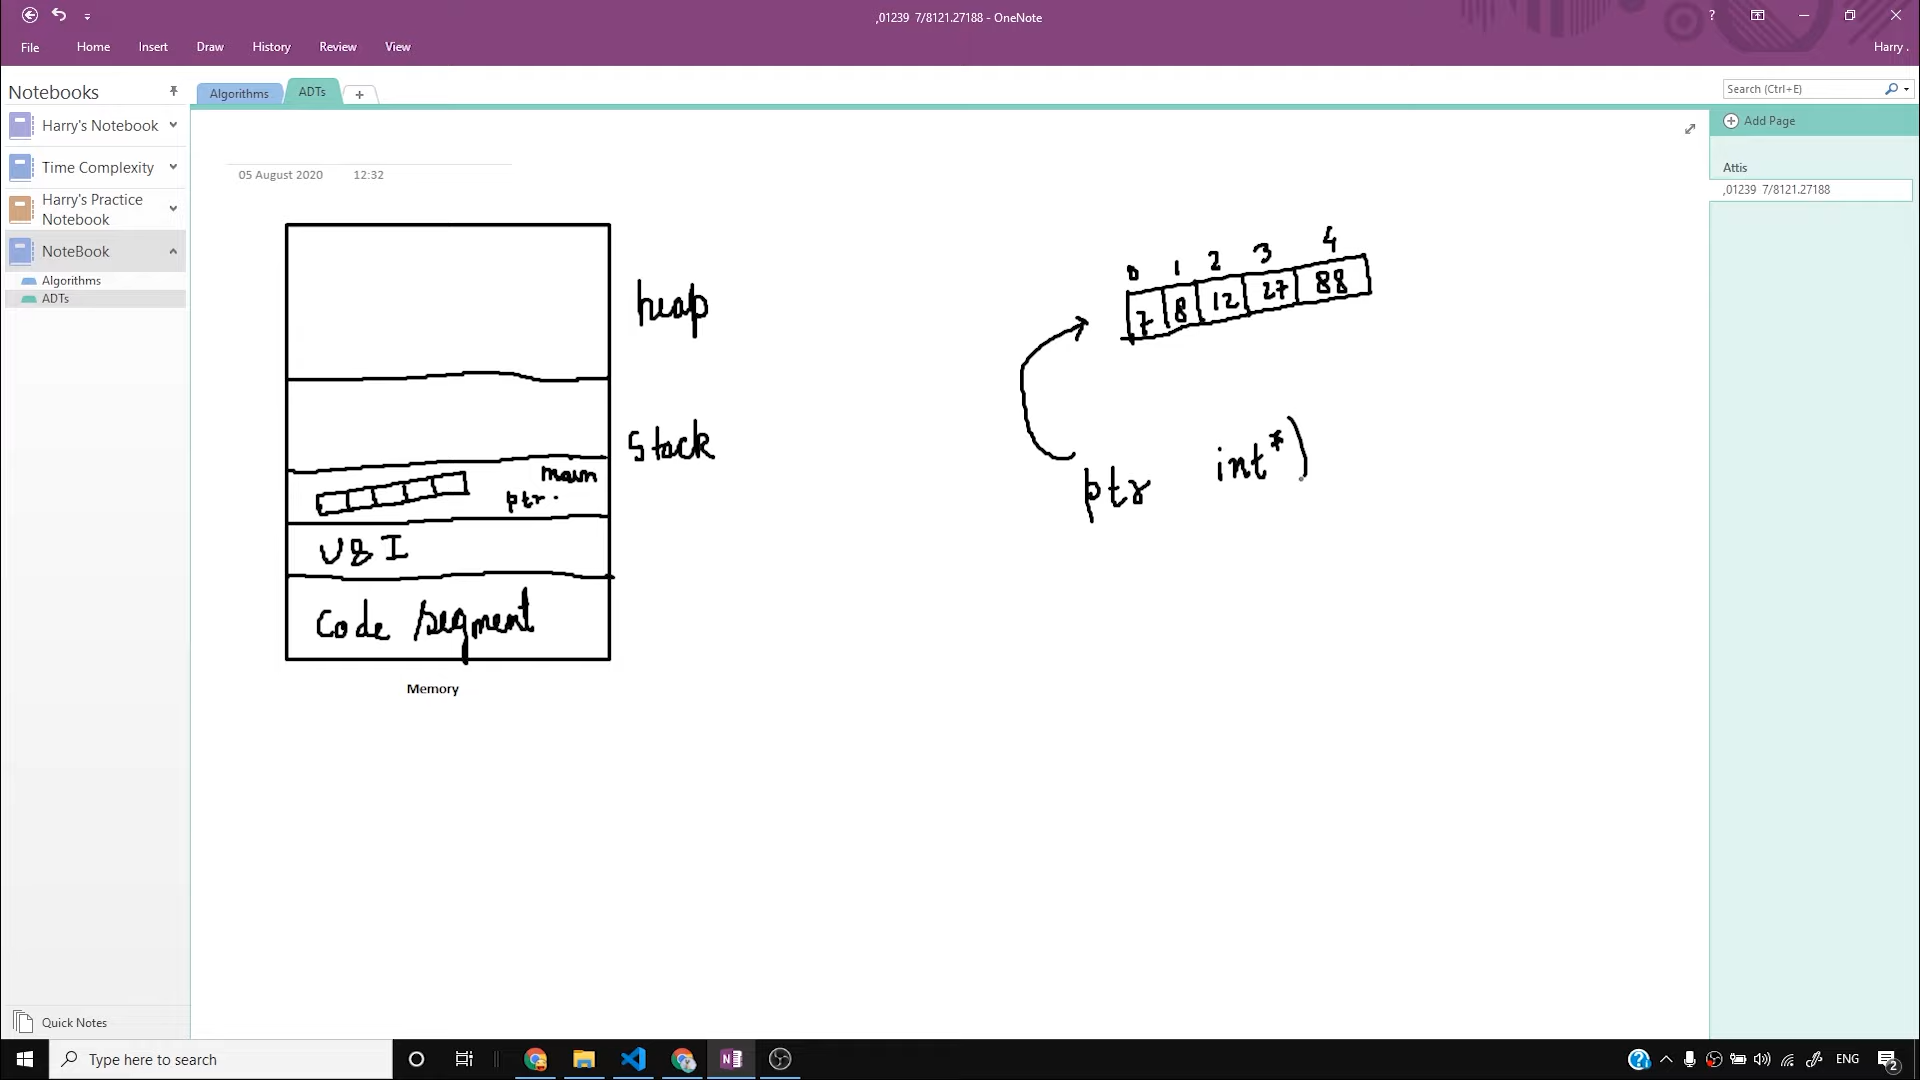 ,01239 7/8121.27188 - OneNote
?
File
Home
Insert
Draw
History
Review
View
Harry .
Notebooks
Harry's Notebook
Time Complexity
Harry's Practice
Notebook
NoteBook
Algorithms
ADTs
Quick Notes
Algorithms
ADTs
+
Search (Ctrl+E)
Add Page
Attis
,01239 7/8121.27188
05 August 2020 12:32
heap
stack
main
ptr
U & I
Code segment
Memory
0 1 2 3 4
7 8 12 27 88
ptr int*)
Type here to search
ENG
2